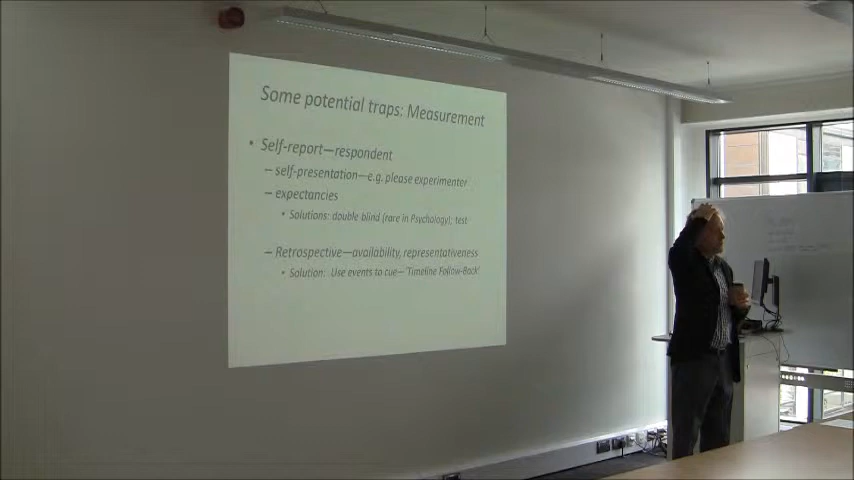 Some potential traps: Measurement
• Self-report—respondent
– self-presentation—e.g. please experimenter
– expectancies
• Solutions: double blind (rare in Psychology); test
– Retrospective—availability, representativeness
• Solution: Use events to cue—'Timeline Follow-Back'